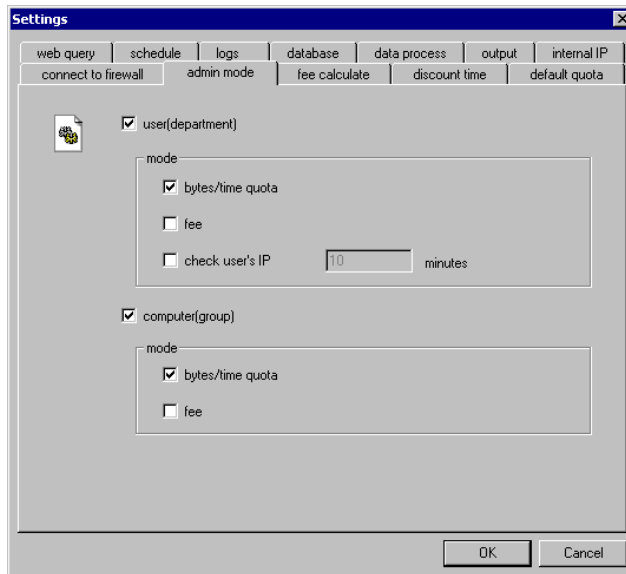 Settings
web query schedule logs database data process output internal IP
connect to firewall admin mode fee calculate discount time default quota
user(department)
mode
bytes/time quota
fee
check user's IP 10 minutes
computer(group)
mode
bytes/time quota
fee
OK Cancel